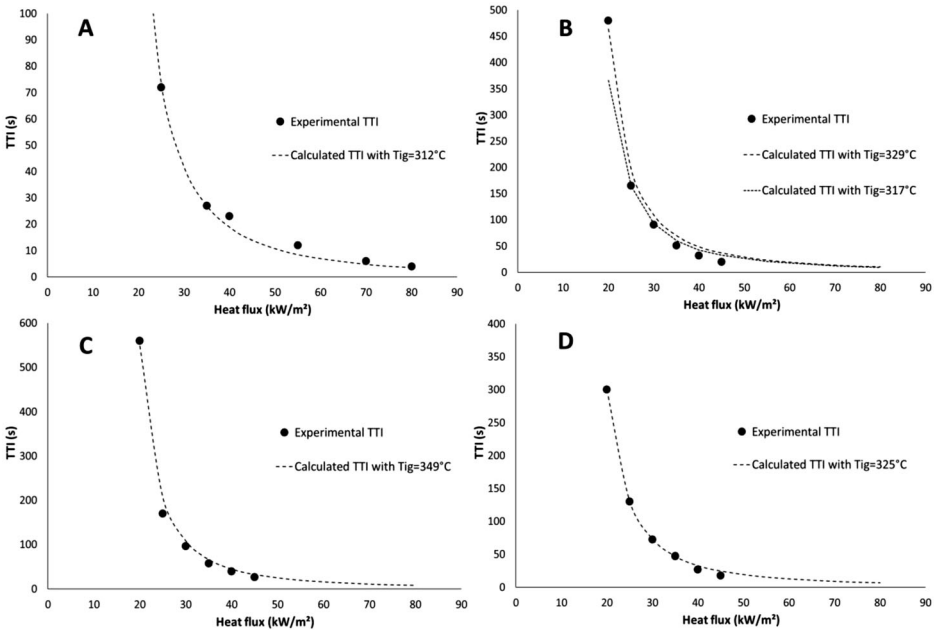 A
100
90
80
70
60
50
40
30
20
10
0
TTI (s)
Experimental TTI
Calculated TTI with Tig=312°C
0 10 20 30 40 50 60 70 80 90
Heat flux (kW/m²)
B
500
450
400
350
300
250
200
150
100
50
0
TTI (s)
Experimental TTI
Calculated TTI with Tig=329°C
Calculated TTI with Tig=317°C
0 10 20 30 40 50 60 70 80 90
Heat flux (kW/m²)
C
600
500
400
300
200
100
0
TTI (s)
Experimental TTI
Calculated TTI with Tig=349°C
0 10 20 30 40 50 60 70 80 90
Heat flux (kW/m²)
D
400
350
300
250
200
150
100
50
0
TTI (s)
Experimental TTI
Calculated TTI with Tig=325°C
0 10 20 30 40 50 60 70 80 90
Heat flux (kW/m²)